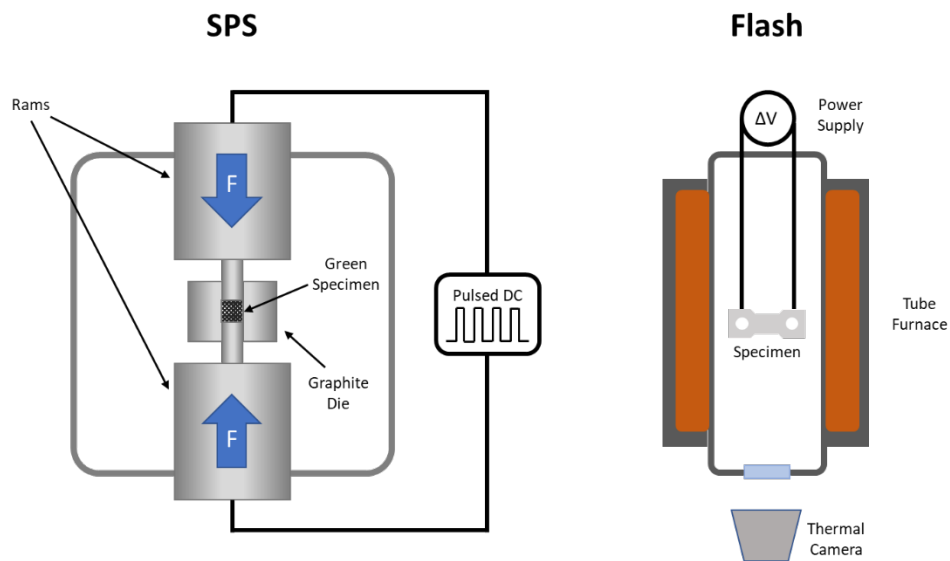 SPS
Rams
F
Green
Specimen
Pulsed DC
Graphite
Die
F
Flash
ΔV
Power
Supply
Tube
Furnace
Specimen
Thermal
Camera